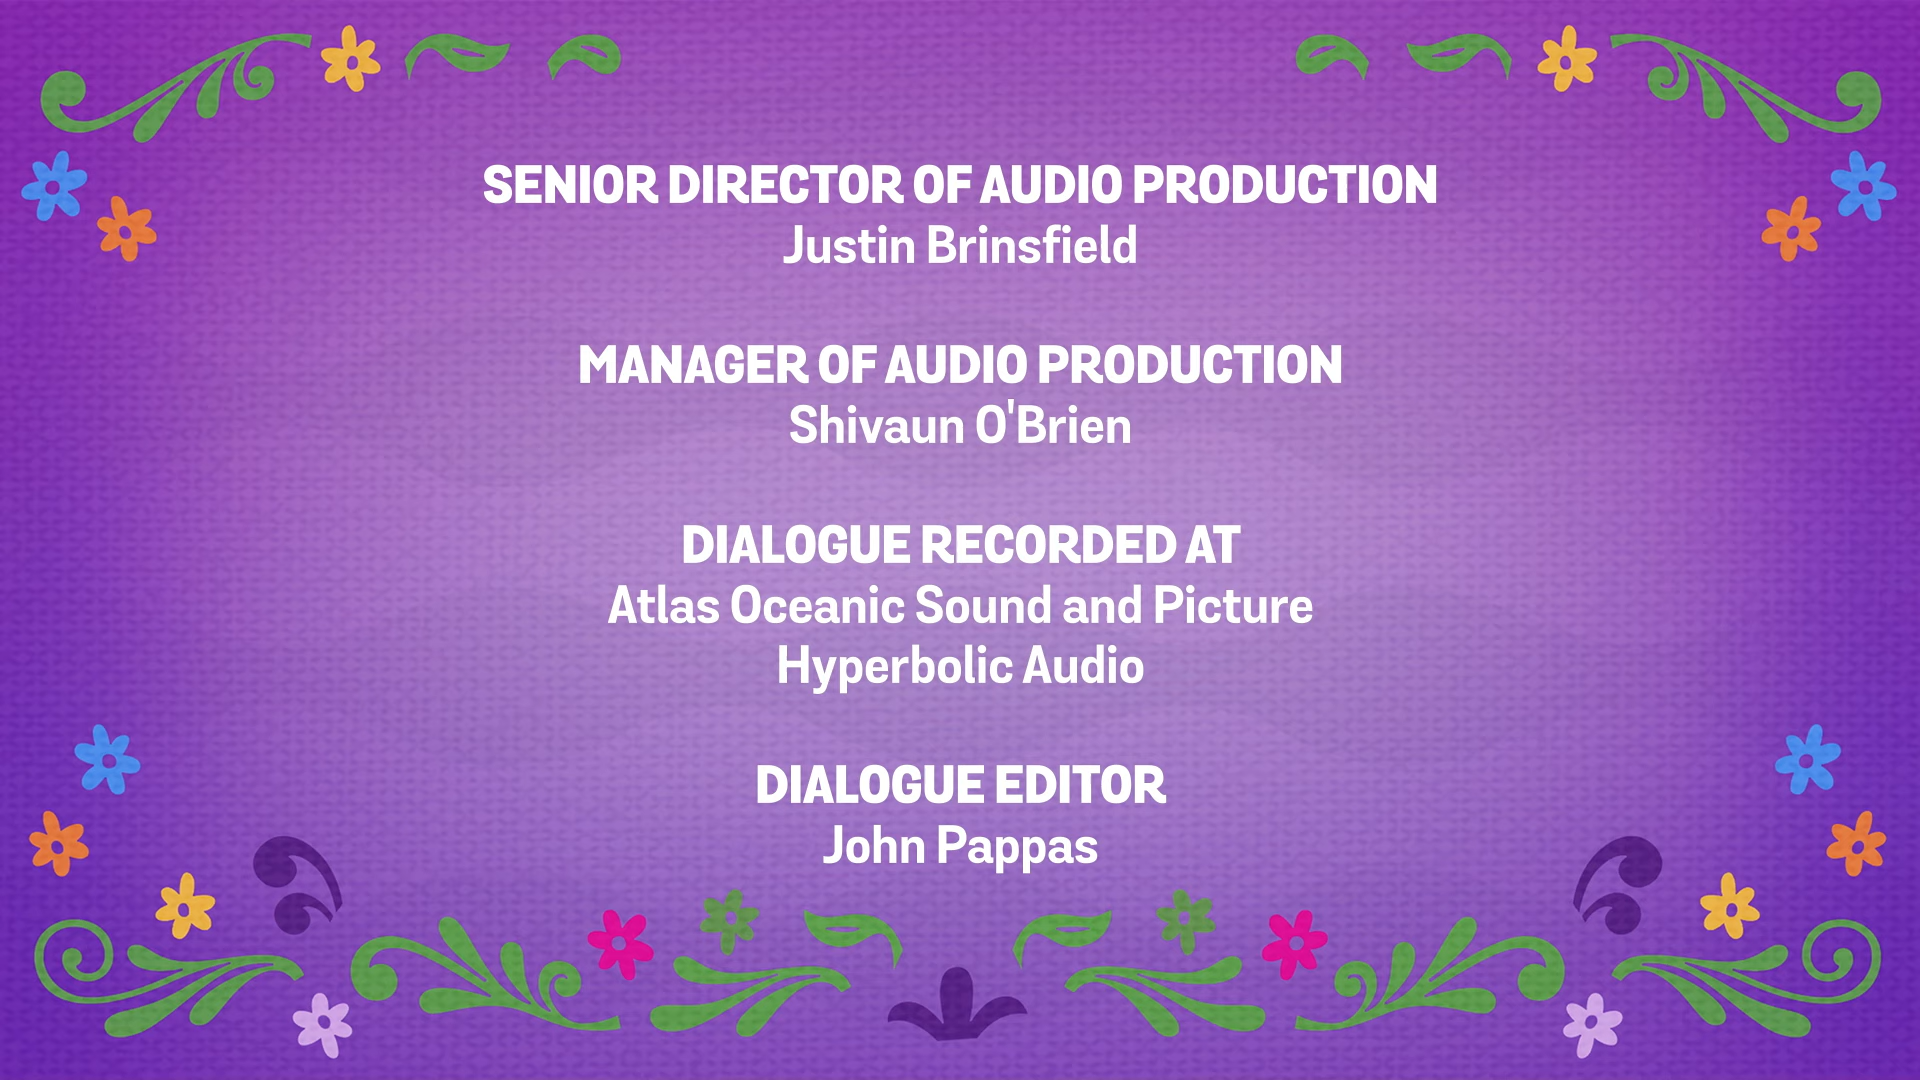 SENIOR DIRECTOR OF AUDIO PRODUCTION
Justin Brinsfield
MANAGER OF AUDIO PRODUCTION
Shivaun O'Brien
DIALOGUE RECORDED AT
Atlas Oceanic Sound and Picture
Hyperbolic Audio
DIALOGUE EDITOR
John Pappas